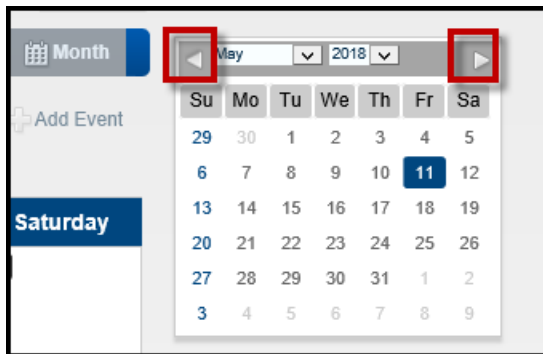 Month
May 2018
Su Mo Tu We Th Fr Sa
Add Event
29 30 1 2 3 4 5
6 7 8 9 10 11 12
13 14 15 16 17 18 19
Saturday
20 21 22 23 24 25 26
27 28 29 30 31 1 2
3 4 5 6 7 8 9